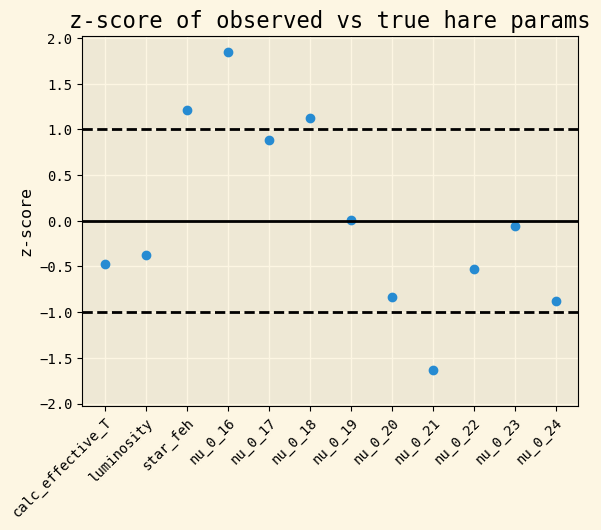 z-score of observed vs true hare params
2.0
1.5
1.0
0.5
0.0
−0.5
−1.0
−1.5
−2.0
z-score
calc_effective_T
luminosity
star_feh
nu_0_16
nu_0_17
nu_0_18
nu_0_19
nu_0_20
nu_0_21
nu_0_22
nu_0_23
nu_0_24